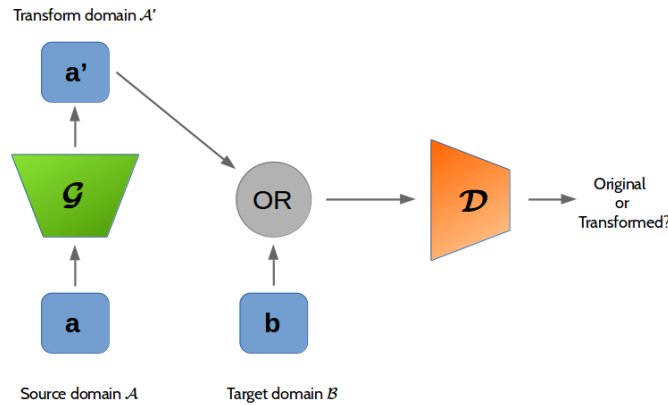 Transform domain 𝒜'
a'
𝒢
OR
𝒟
Original
or
Transformed?
a
b
Source domain 𝒜
Target domain ℬ